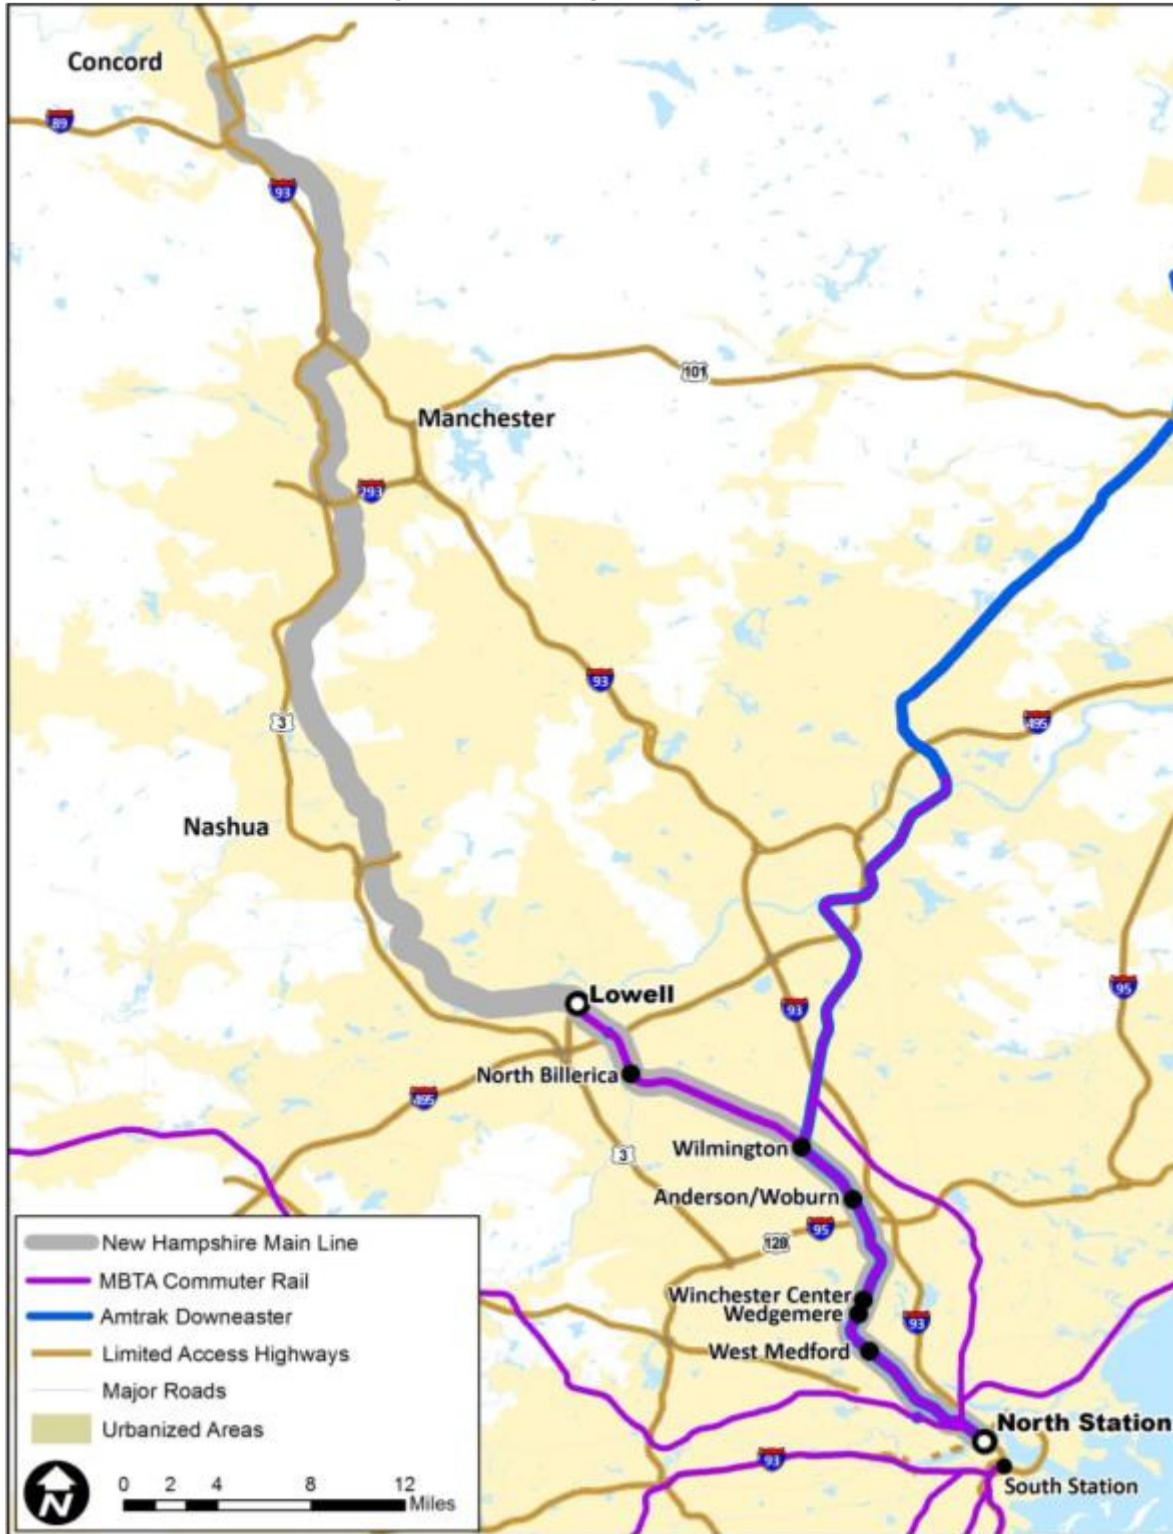 Concord
89
93
101
Manchester
293
93
495
3
Nashua
Lowell
93
95
North Billerica
495
Wilmington
3
Anderson/Woburn
95
128
Winchester Center
Wedgemere
93
West Medford
North Station
93
South Station
New Hampshire Main Line
MBTA Commuter Rail
Amtrak Downeaster
Limited Access Highways
Major Roads
Urbanized Areas
N
0 2 4 8 12
Miles